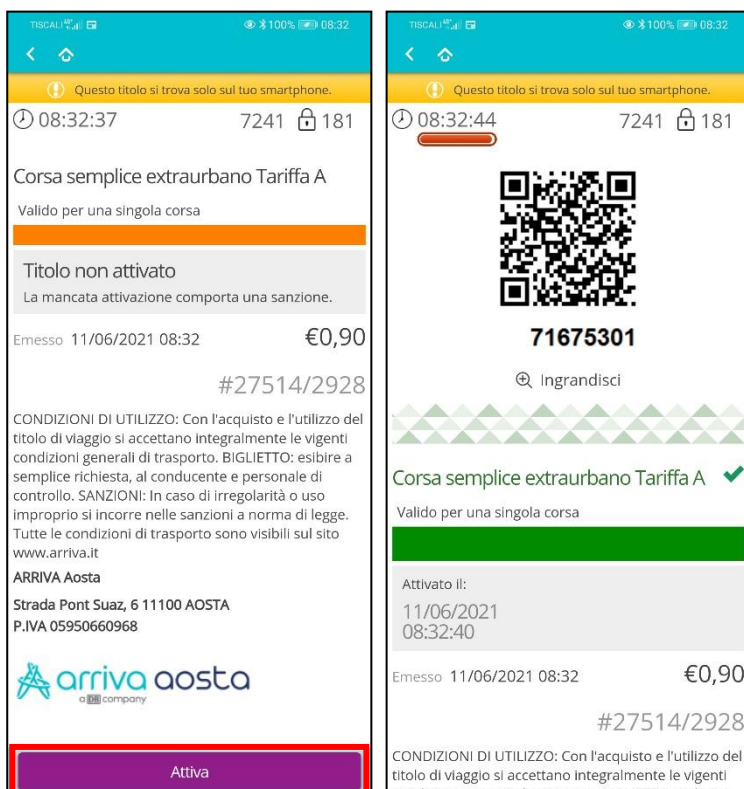 TISCALI 100% 08:32
Questo titolo si trova solo sul tuo smartphone.
08:32:37 7241 181
Corsa semplice extraurbano Tariffa A
Valido per una singola corsa
Titolo non attivato
La mancata attivazione comporta una sanzione.
Emesso 11/06/2021 08:32 €0,90
#27514/2928
CONDIZIONI DI UTILIZZO: Con l'acquisto e l'utilizzo del
titolo di viaggio si accettano integralmente le vigenti
condizioni generali di trasporto. BIGLIETTO: esibire a
semplice richiesta, al conducente e personale di
controllo. SANZIONI: In caso di irregolarità o uso
improprio si incorre nelle sanzioni a norma di legge.
Tutte le condizioni di trasporto sono visibili sul sito
www.arriva.it
ARRIVA Aosta
Strada Pont Suaz, 6 11100 AOSTA
P.IVA 05950660968
arriva aosta
a DB company
Attiva
TISCALI 100% 08:32
Questo titolo si trova solo sul tuo smartphone.
08:32:44 7241 181
71675301
Ingrandisci
Corsa semplice extraurbano Tariffa A
Valido per una singola corsa
Attivato il:
11/06/2021
08:32:40
Emesso 11/06/2021 08:32 €0,90
#27514/2928
CONDIZIONI DI UTILIZZO: Con l'acquisto e l'utilizzo del
titolo di viaggio si accettano integralmente le vigenti